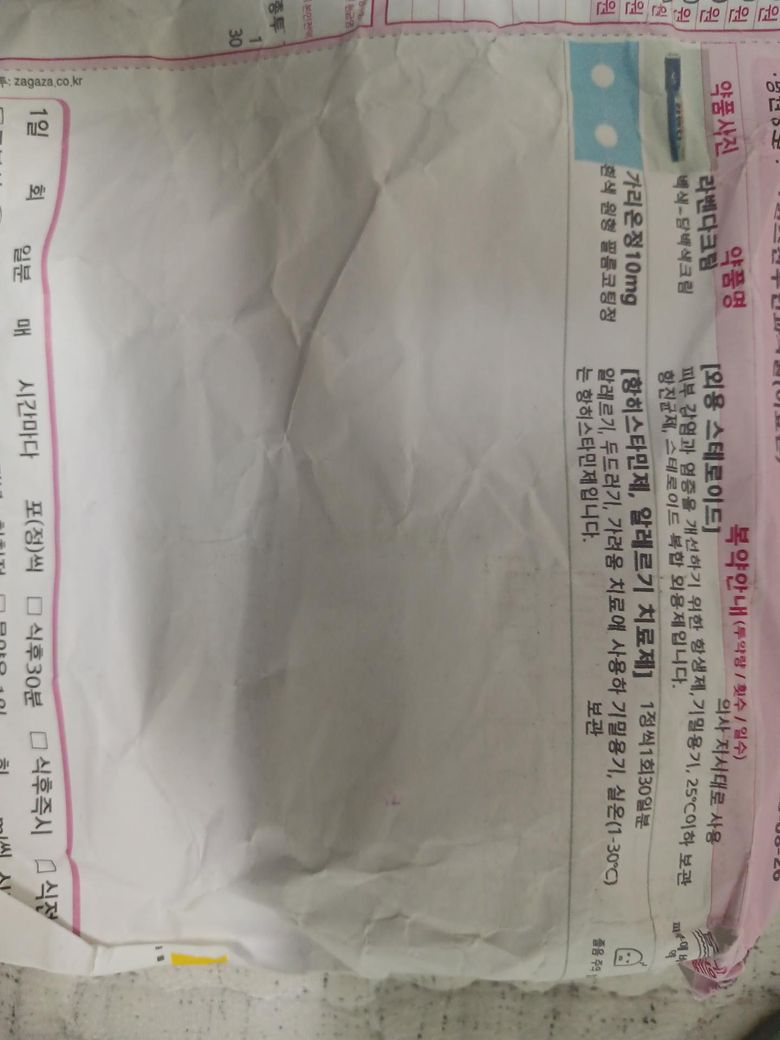 약품사진 약품명 복약안내 (투약량 / 횟수 / 일수)
라벤다크림 [외용 스테로이드] 의사 지시대로 사용
백색~담백색크림 피부 감염과 염증을 개선하기 위한 항생제, 기밀용기, 25℃이하 보관
항진균제, 스테로이드 복합 외용제입니다.
가리온정10mg [항히스타민제, 알레르기 치료제] 1정씩1회30일분
흰색 원형 필름코팅정 알레르기, 두드러기, 가려움 치료에 사용하 기밀용기, 실온(1-30℃)
는 항히스타민제입니다. 보관
졸음 주의
총투
1
30
zagaza.co.kr
1일 회 일분 매 시간마다 포(정)씩 □ 식후30분 □ 식후즉시 □ 식전